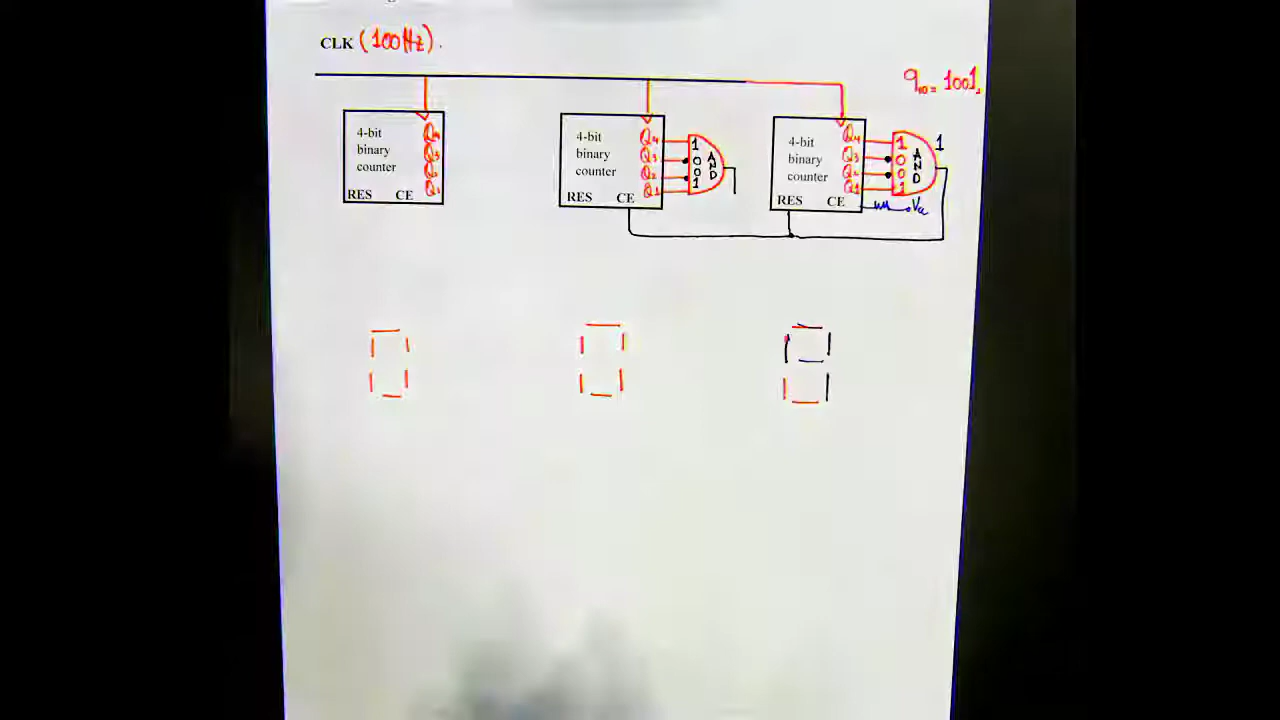 CLK (100Hz).
9₁₀ = 1001₂
4-bit
binary
counter
Q4
Q3
Q2
Q1
RES CE
4-bit
binary
counter
Q4
Q3
Q2
Q1
RES CE
1
0
0
1
AND
4-bit
binary
counter
Q4
Q3
Q2
Q1
RES CE
1
0
0
1
AND
1